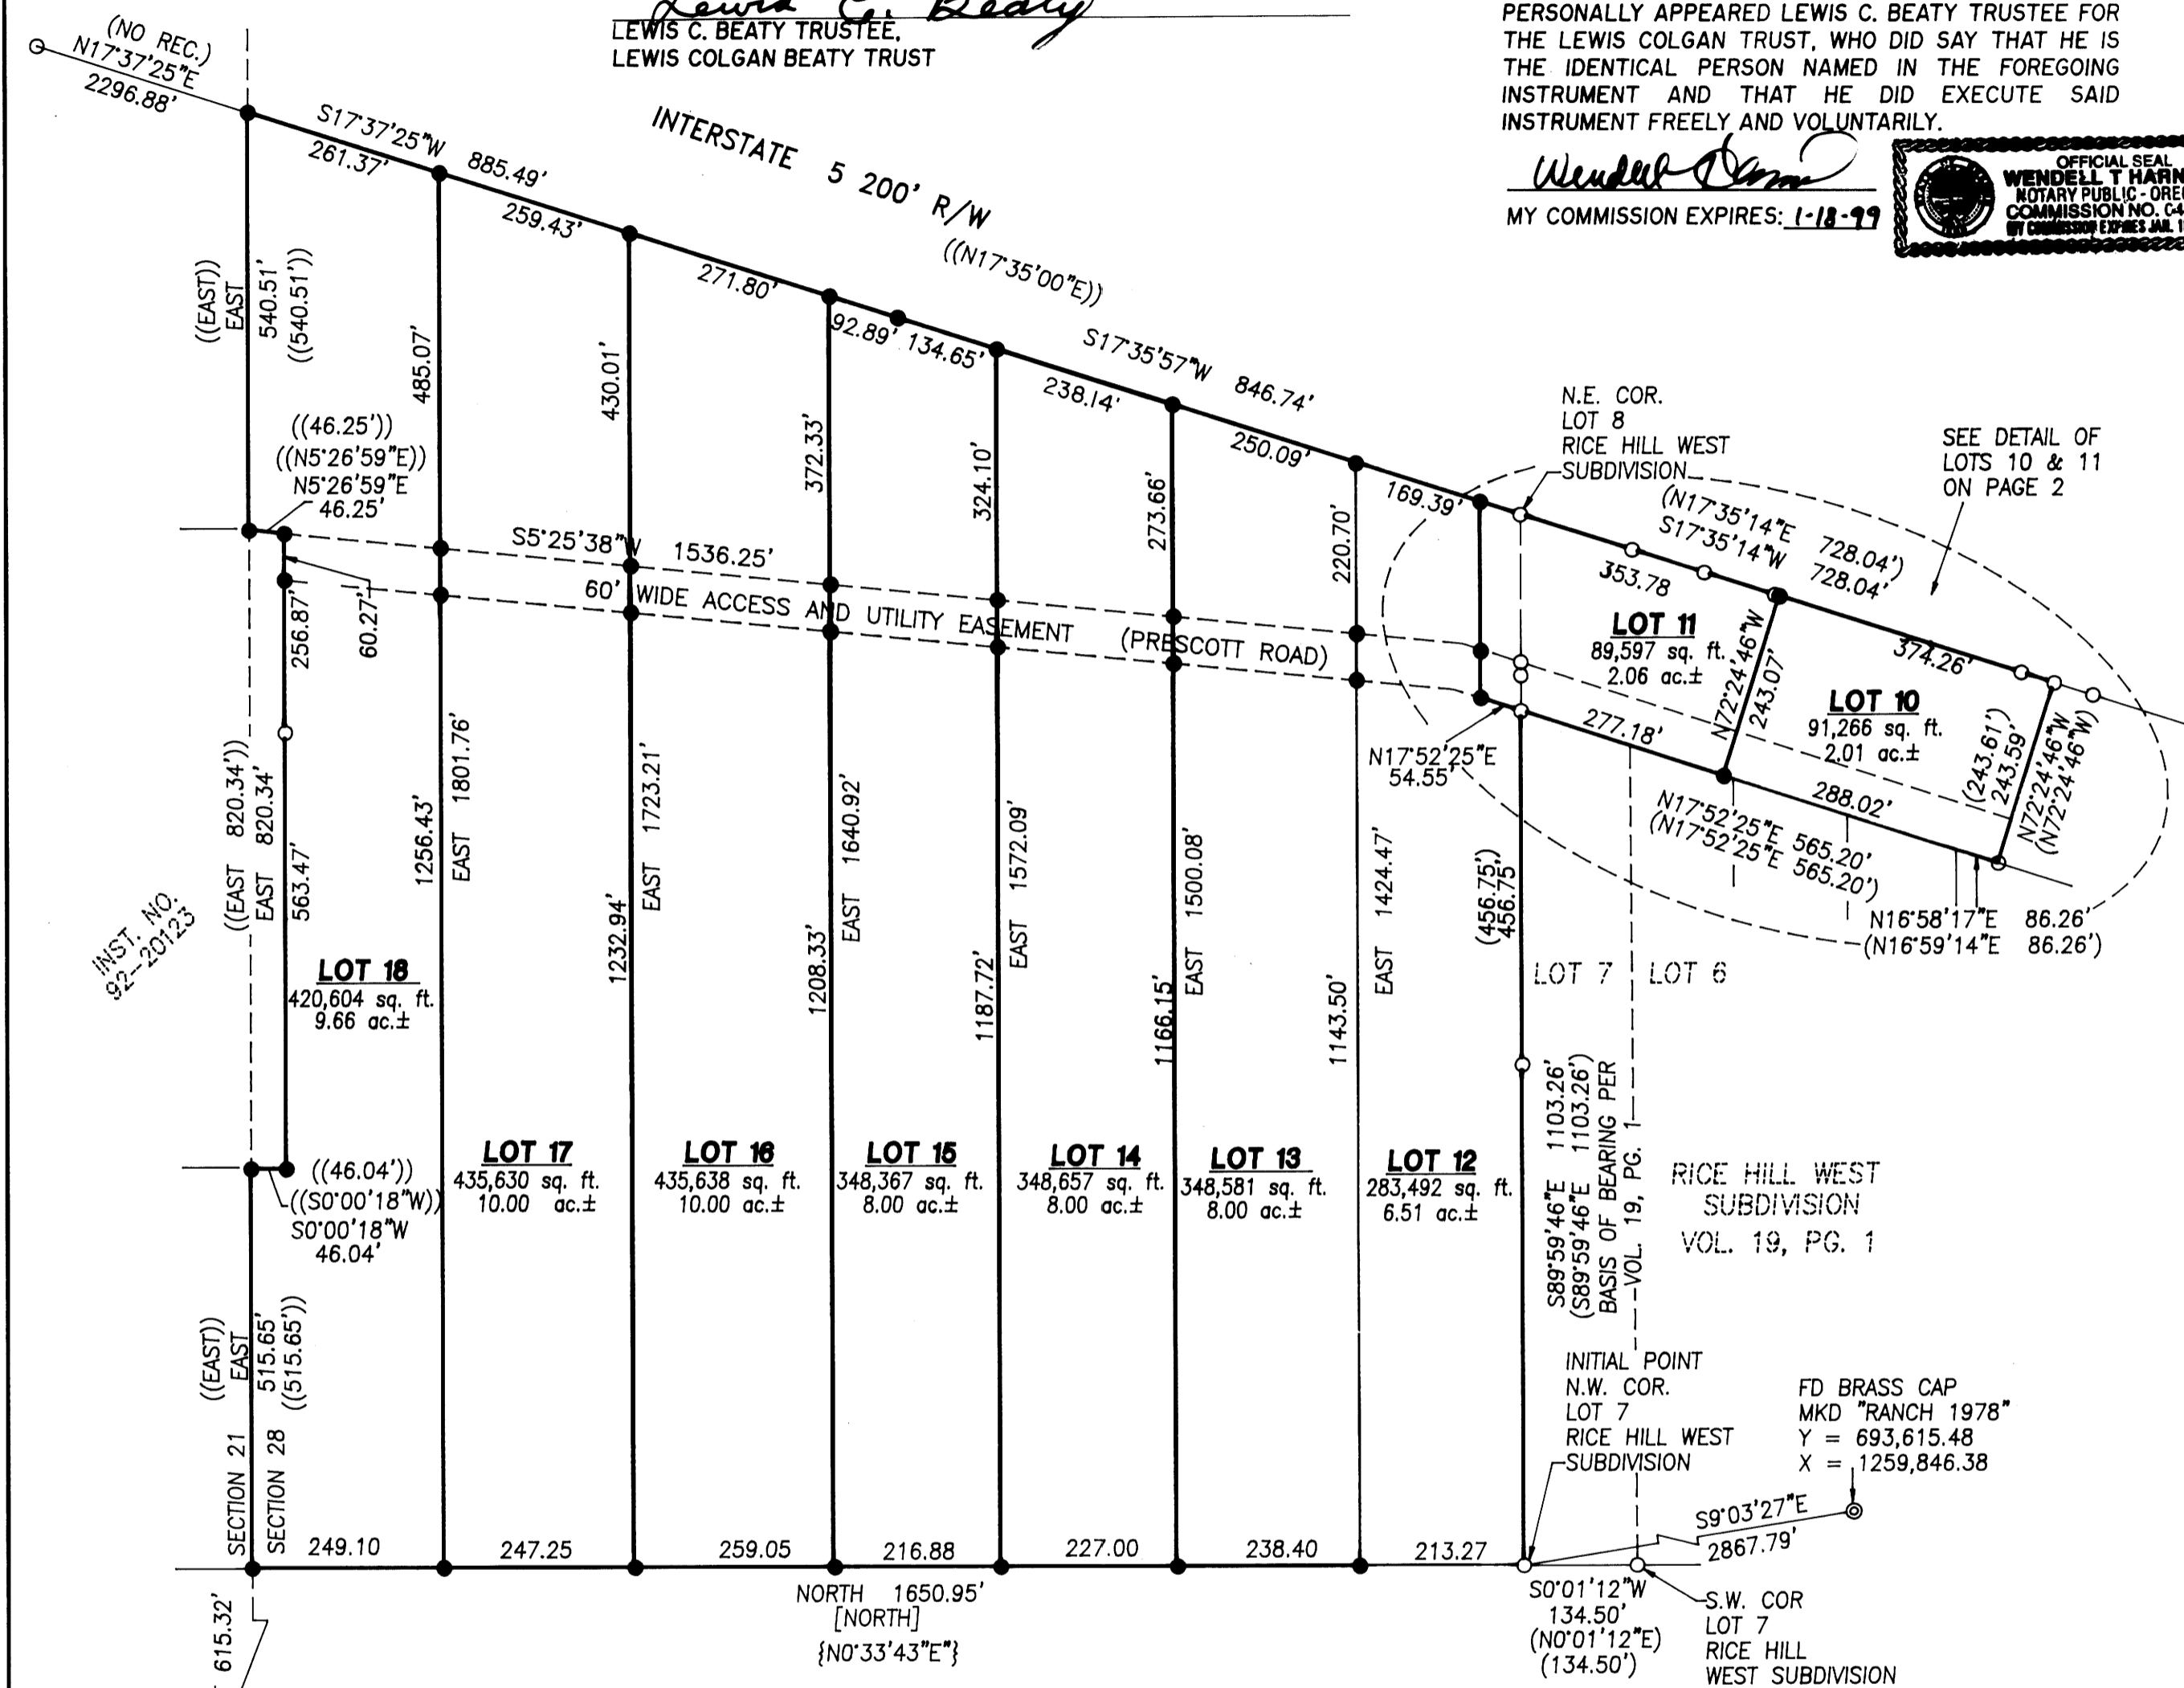 Lewis C. Beaty
LEWIS C. BEATY TRUSTEE,
LEWIS COLGAN BEATY TRUST
PERSONALLY APPEARED LEWIS C. BEATY TRUSTEE FOR
THE LEWIS COLGAN TRUST, WHO DID SAY THAT HE IS
THE IDENTICAL PERSON NAMED IN THE FOREGOING
INSTRUMENT AND THAT HE DID EXECUTE SAID
INSTRUMENT FREELY AND VOLUNTARILY.
MY COMMISSION EXPIRES: 1-18-99
OFFICIAL SEAL
WENDELL T HARN
NOTARY PUBLIC - ORE
COMMISSION NO. C-4
MY COMMISSION EXPIRES JAN. 1
(NO REC.)
N17°37'25"E
2296.88'
S17°37'25"W 885.49'
261.37'
259.43'
271.80'
92.89'
134.65'
238.14'
250.09'
169.39'
INTERSTATE 5 200' R/W
((N17°35'00"E))
S17°35'57"W 846.74'
N.E. COR.
LOT 8
RICE HILL WEST
SUBDIVISION
SEE DETAIL OF
LOTS 10 & 11
ON PAGE 2
(N17°35'14"E 728.04')
S17°35'14"W 728.04'
353.78
374.26'
((EAST))
EAST
540.51'
((540.51'))
485.07'
430.01'
372.33'
324.10'
273.66'
220.70'
((46.25'))
((N5°26'59"E))
N5°26'59"E
46.25'
S5°25'38"W 1536.25'
60' WIDE ACCESS AND UTILITY EASEMENT (PRESCOTT ROAD)
256.87'
60.27'
LOT 11
89,597 sq. ft.
2.06 ac.±
N72°24'46"W
243.07'
LOT 10
91,266 sq. ft.
2.01 ac.±
(243.61')
243.59'
N72°24'46"W
(N72°24'46"W)
277.18'
288.02'
N17°52'25"E
54.55'
N17°52'25"E 565.20'
(N17°52'25"E 565.20')
N16°58'17"E 86.26'
(N16°59'14"E 86.26')
((EAST 820.34'))
EAST 820.34'
563.47'
1256.43'
EAST 1801.76'
1232.94'
EAST 1723.21'
1208.33'
EAST 1640.92'
1187.72'
EAST 1572.09'
1166.15'
EAST 1500.08'
1143.50'
EAST 1424.47'
(456.75')
456.75'
LOT 7
LOT 6
INST. NO.
92-20123
LOT 18
420,604 sq. ft.
9.66 ac.±
LOT 17
435,630 sq. ft.
10.00 ac.±
LOT 16
435,638 sq. ft.
10.00 ac.±
LOT 15
348,367 sq. ft.
8.00 ac.±
LOT 14
348,657 sq. ft.
8.00 ac.±
LOT 13
348,581 sq. ft.
8.00 ac.±
LOT 12
283,492 sq. ft.
6.51 ac.±
S89°59'46"E 1103.26'
(S89°59'46"E 1103.26')
BASIS OF BEARING PER
VOL. 19, PG. 1
RICE HILL WEST
SUBDIVISION
VOL. 19, PG. 1
((46.04'))
((S0°00'18"W))
S0°00'18"W
46.04'
((EAST))
EAST
515.65'
((515.65'))
SECTION 21
SECTION 28
INITIAL POINT
N.W. COR.
LOT 7
RICE HILL WEST
SUBDIVISION
FD BRASS CAP
MKD "RANCH 1978"
Y = 693,615.48
X = 1259,846.38
S9°03'27"E
2867.79'
249.10
247.25
259.05
216.88
227.00
238.40
213.27
NORTH 1650.95'
[NORTH]
{N0°33'43"E"}
615.32'
S0°01'12"W
134.50'
(N0°01'12"E)
(134.50')
S.W. COR
LOT 7
RICE HILL
WEST SUBDIVISION